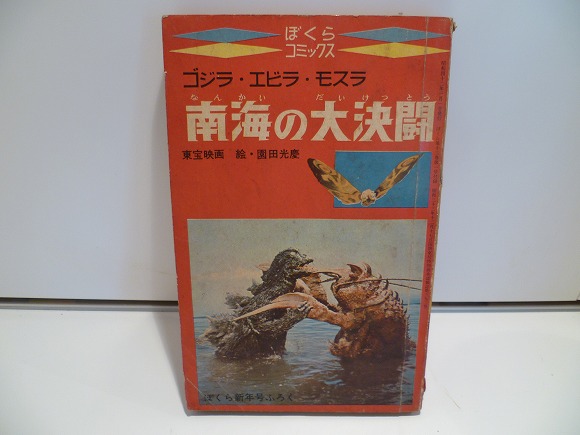 ぼくら
コミックス
ゴジラ・エビラ・モスラ
なんかい だいけっとう
南海の大決闘
東宝映画 絵・園田光慶
ぼくら新年号ふろく